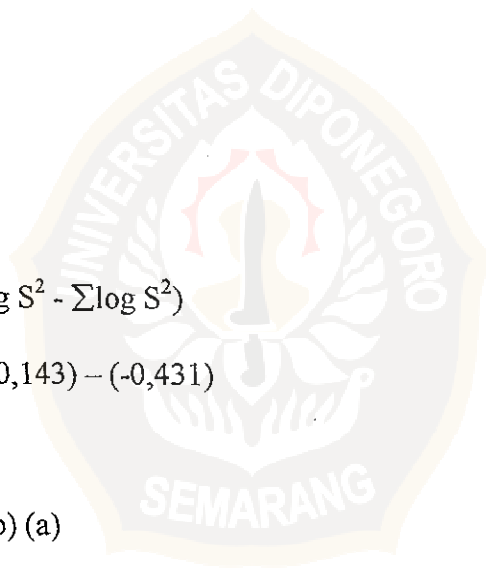 UNIVERSITAS DIPONEGORO
g S² - ∑log S²)
0,143) – (-0,431)
SEMARANG
) (a)